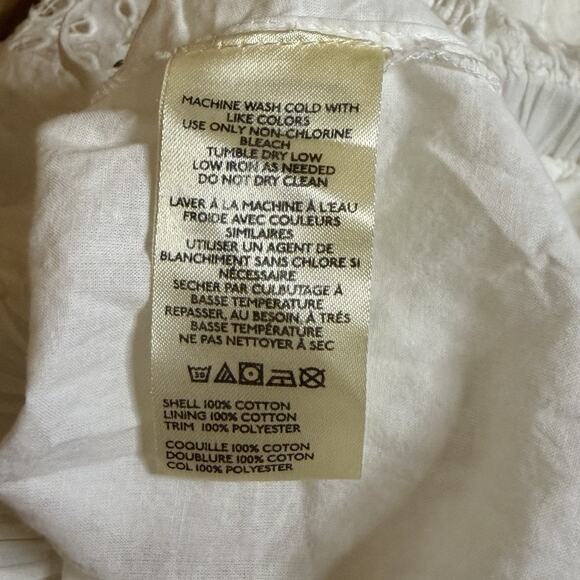 MACHINE WASH COLD WITH
LIKE COLORS
USE ONLY NON-CHLORINE
BLEACH
TUMBLE DRY LOW
LOW IRON AS NEEDED
DO NOT DRY CLEAN
LAVER À LA MACHINE À L'EAU
FROIDE AVEC COULEURS
SIMILAIRES
UTILISER UN AGENT DE
BLANCHIMENT SANS CHLORE SI
NÉCESSAIRE
SECHER PAR CULBUTAGE À
BASSE TEMPERATURE
REPASSER, AU BESOIN, À TRÉS
BASSE TEMPÉRATURE
NE PAS NETTOYER À SEC
30
SHELL 100% COTTON
LINING 100% COTTON
TRIM 100% POLYESTER
COQUILLE 100% COTON
DOUBLURE 100% COTON
COL 100% POLYESTER